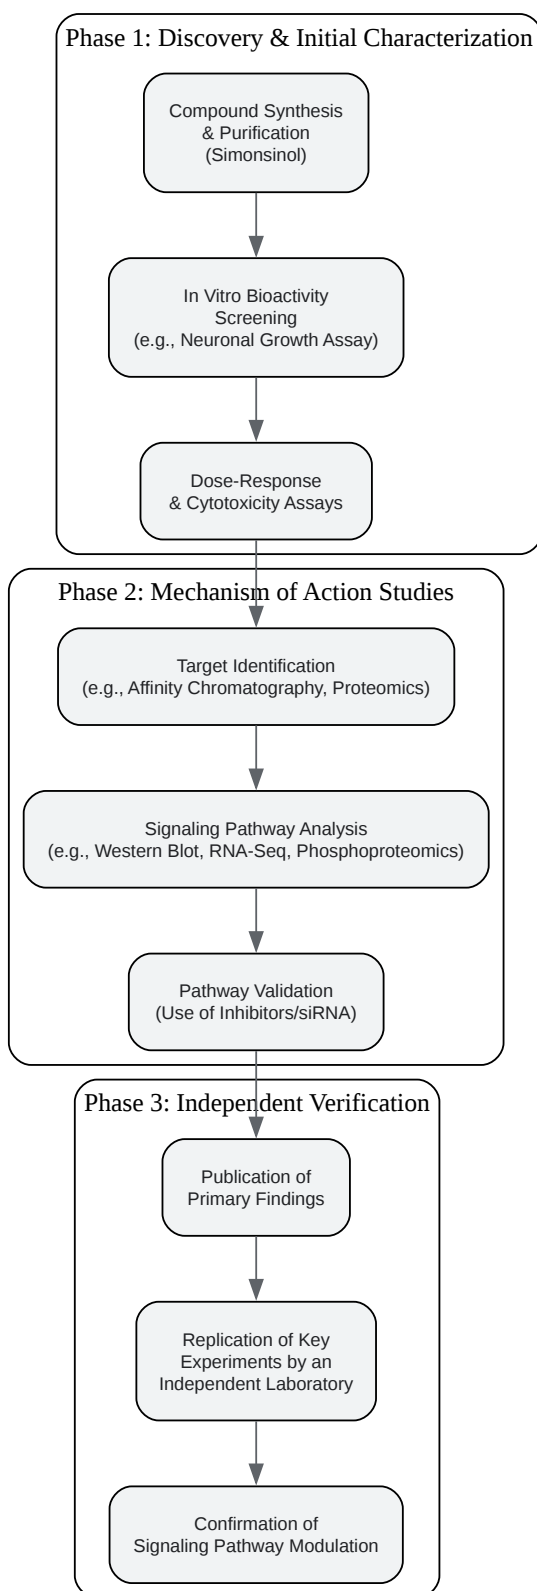 Phase 1: Discovery & Initial Characterization
Compound Synthesis
& Purification
(Simonsinol)
In Vitro Bioactivity
Screening
(e.g., Neuronal Growth Assay)
Dose-Response
& Cytotoxicity Assays
Phase 2: Mechanism of Action Studies
Target Identification
(e.g., Affinity Chromatography, Proteomics)
Signaling Pathway Analysis
(e.g., Western Blot, RNA-Seq, Phosphoproteomics)
Pathway Validation
(Use of Inhibitors/siRNA)
Phase 3: Independent Verification
Publication of
Primary Findings
Replication of Key
Experiments by an
Independent Laboratory
Confirmation of
Signaling Pathway Modulation